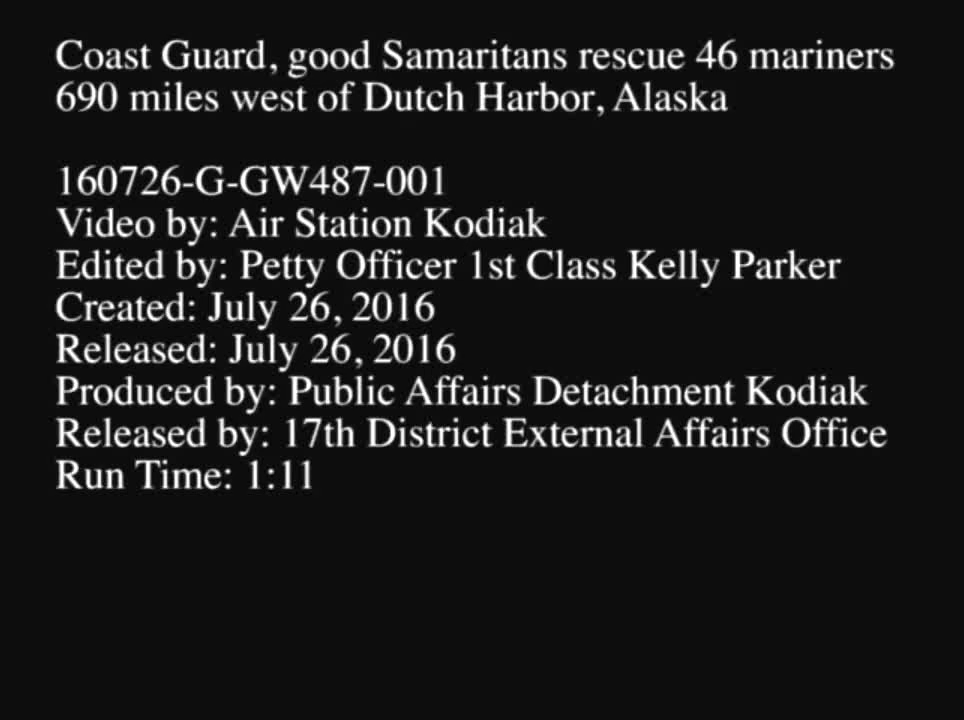 Coast Guard, good Samaritans rescue 46 mariners
690 miles west of Dutch Harbor, Alaska
160726-G-GW487-001
Video by: Air Station Kodiak
Edited by: Petty Officer 1st Class Kelly Parker
Created: July 26, 2016
Released: July 26, 2016
Produced by: Public Affairs Detachment Kodiak
Released by: 17th District External Affairs Office
Run Time: 1:11